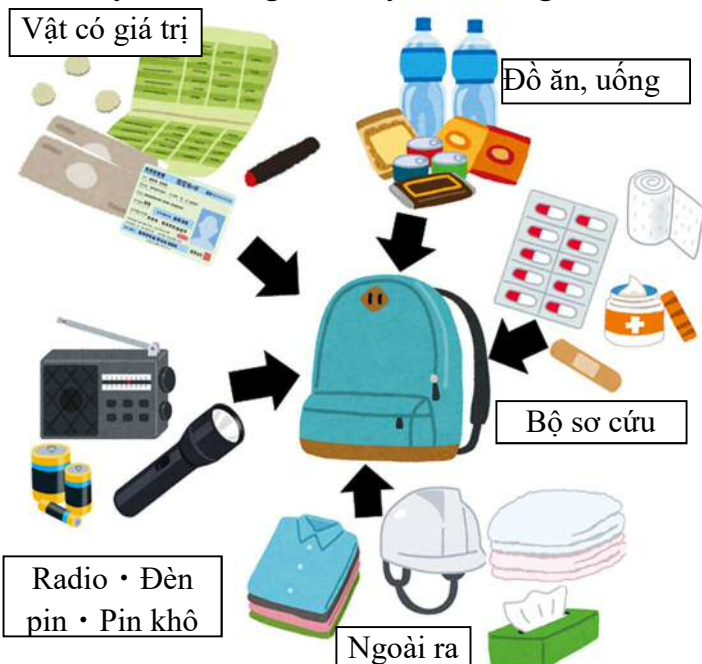 Vật có giá trị
Đồ ăn, uống
Bộ sơ cứu
Radio・Đèn
pin・Pin khô
Ngoài ra